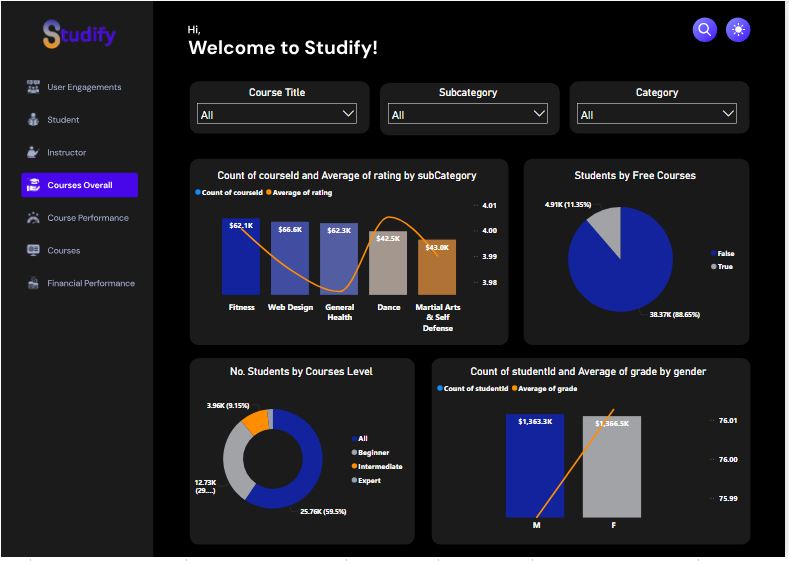 Studify
User Engagements
Student
Instructor
Courses Overall
Course Performance
Courses
Financial Performance
Hi,
Welcome to Studify!
Course Title
All
Subcategory
All
Category
All
Count of courseId and Average of rating by subCategory
Count of courseId Average of rating
4.01
4.00
3.99
3.98
$62.1K
$66.6K
$62.3K
$42.5K
$43.0K
Fitness
Web Design
General
Health
Dance
Martial Arts
& Self
Defense
Students by Free Courses
4.91K (11.35%)
False
True
38.37K (88.65%)
No. Students by Courses Level
3.96K (9.15%)
All
Beginner
Intermediate
Expert
12.73K
(29....)
25.76K (59.5%)
Count of studentId and Average of grade by gender
Count of studentId Average of grade
$1,363.3K
$1,366.5K
76.01
76.00
75.99
M
F